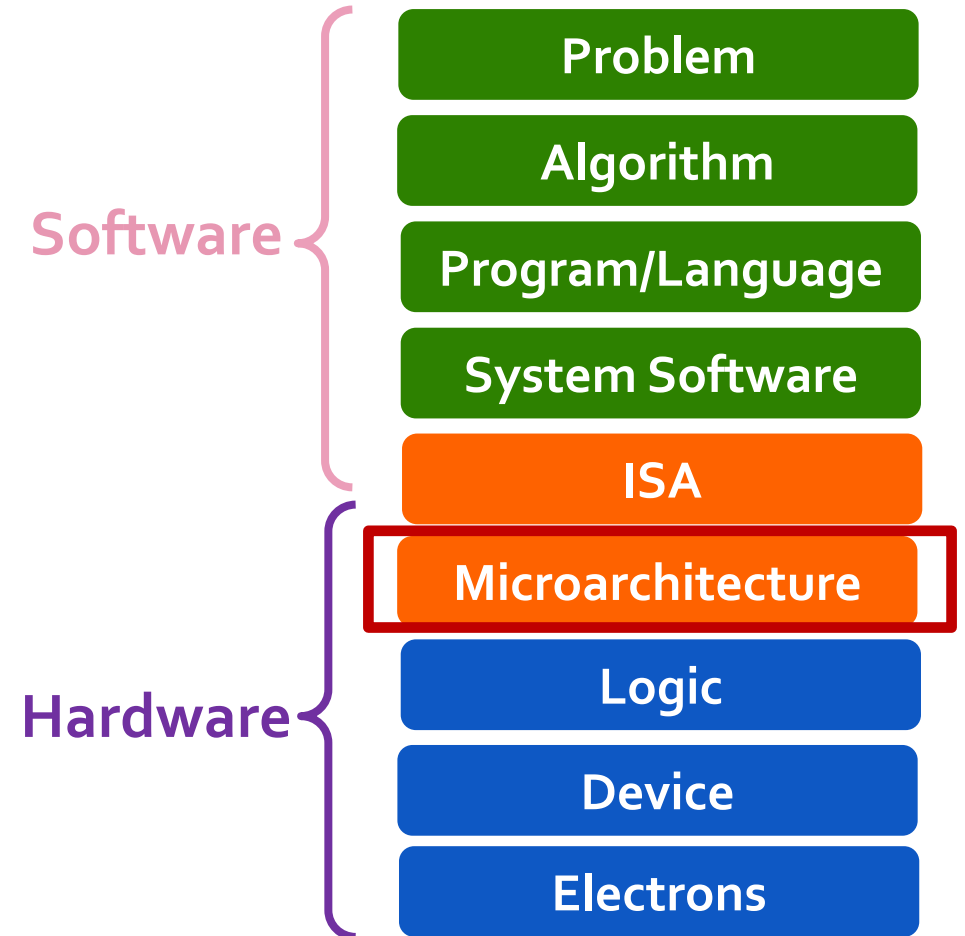 Problem
Algorithm
Software
Program/Language
System Software
ISA
Microarchitecture
Logic
Hardware
Device
Electrons